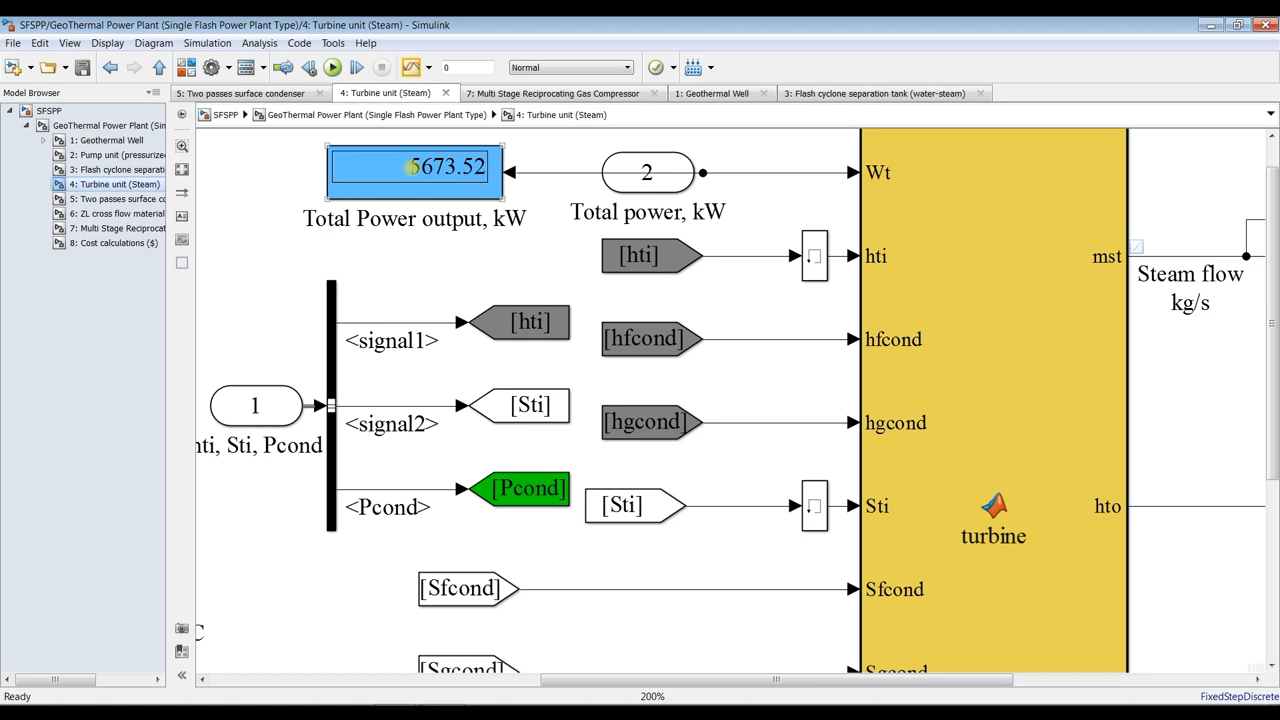 SFSPP/GeoThermal Power Plant (Single Flash Power Plant Type)/4: Turbine unit (Steam) - Simulink
File Edit View Display Diagram Simulation Analysis Code Tools Help
0 Normal
Model Browser
5: Two passes surface condenser 4: Turbine unit (Steam) 7: Multi Stage Reciprocating Gas Compressor 1: Geothermal Well 3: Flash cyclone separation tank (water-steam)
SFSPP GeoThermal Power Plant (Single Flash Power Plant Type) 4: Turbine unit (Steam)
SFSPP
GeoThermal Power Plant (Sin
1: Geothermal Well
2: Pump unit (pressurize
3: Flash cyclone separati
4: Turbine unit (Steam)
5: Two passes surface co
6: ZL cross flow material
7: Multi Stage Reciprocat
8: Cost calculations ($)
5673.52
Total Power output, kW
2
Total power, kW
Wt
[hti]
hti
mst
Steam flow
kg/s
[hti]
<signal1>
[hfcond]
hfcond
1
hti, Sti, Pcond
[Sti]
<signal2>
[hgcond]
hgcond
[Pcond]
<Pcond>
[Sti]
Sti
hto
turbine
[Sfcond]
Sfcond
C
[Sgcond]
Sgcond
Ready 200% FixedStepDiscrete